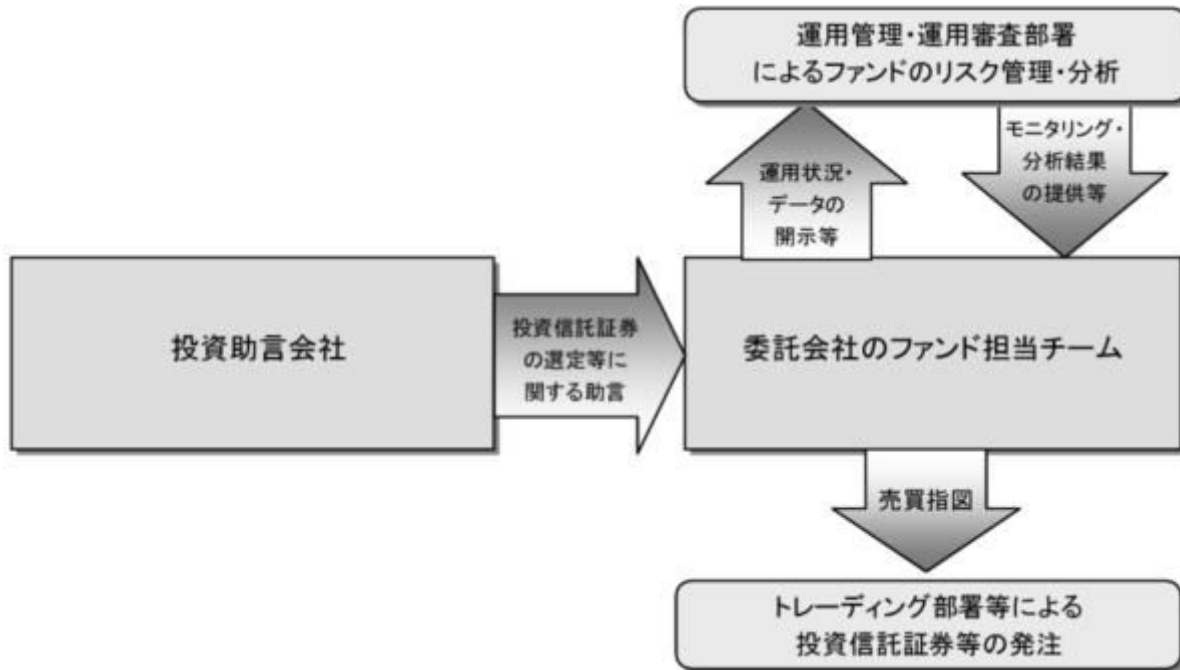 運用管理・運用審査部署
によるファンドのリスク管理・分析
運用状況・
データの
開示等
モニタリング・
分析結果
の提供等
投資助言会社
投資信託証券
の選定等に
関する助言
委託会社のファンド担当チーム
売買指図
トレーディング部署等による
投資信託証券等の発注